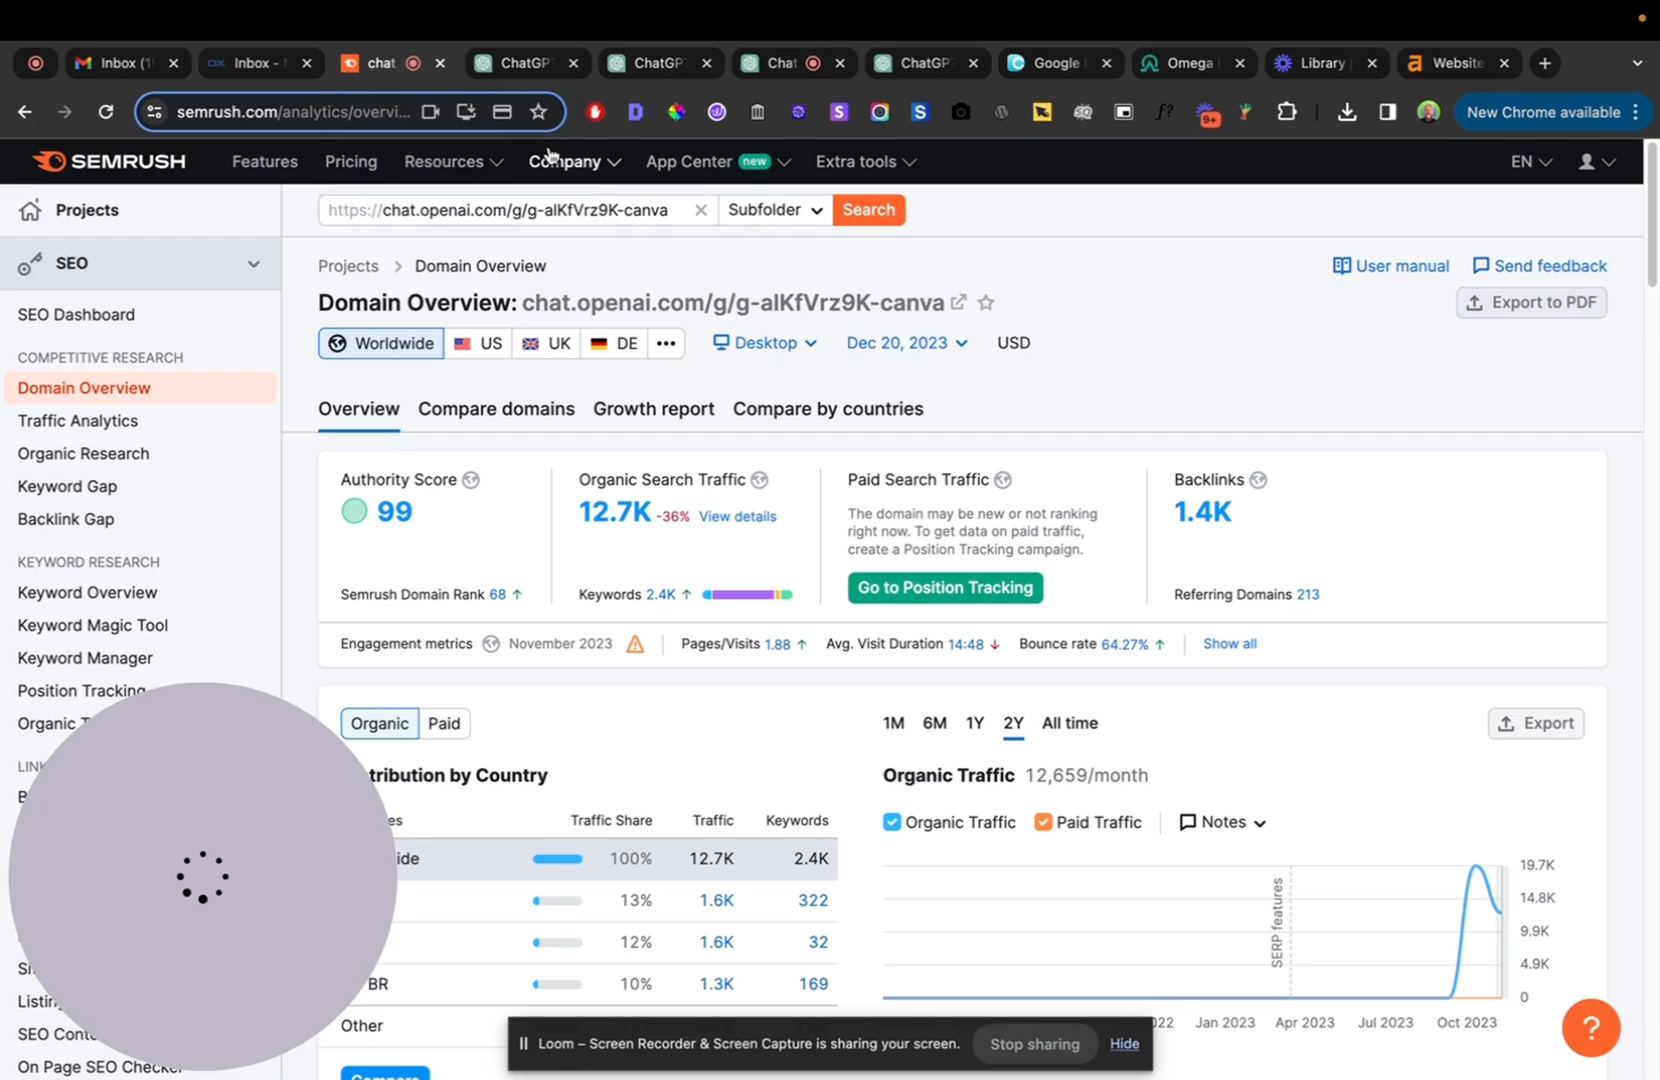 Inbox (1
Inbox -
chat.
ChatGP
ChatGP
Chat
ChatGP
Google
Omega
Library
Website
semrush.com/analytics/overvi...
9+
New Chrome available
SEMRUSH
Features
Pricing
Resources
Company
App Center new
Extra tools
EN
Projects
https://chat.openai.com/g/g-alKfVrz9K-canva
Subfolder
Search
SEO
Projects > Domain Overview
User manual
Send feedback
Domain Overview: chat.openai.com/g/g-alKfVrz9K-canva
Export to PDF
Worldwide
US
UK
DE
Desktop
Dec 20, 2023
USD
SEO Dashboard
COMPETITIVE RESEARCH
Domain Overview
Traffic Analytics
Organic Research
Keyword Gap
Backlink Gap
KEYWORD RESEARCH
Keyword Overview
Keyword Magic Tool
Keyword Manager
Position Tracking
Organic T
LINK
B
Listing
SEO Conte
On Page SEO Checker
Overview
Compare domains
Growth report
Compare by countries
Authority Score
99
Semrush Domain Rank 68 ↑
Organic Search Traffic
12.7K -36% View details
Keywords 2.4K ↑
Paid Search Traffic
The domain may be new or not ranking
right now. To get data on paid traffic,
create a Position Tracking campaign.
Go to Position Tracking
Backlinks
1.4K
Referring Domains 213
Engagement metrics
November 2023
Pages/Visits 1.88 ↑
Avg. Visit Duration 14:48 ↓
Bounce rate 64.27% ↑
Show all
Organic
Paid
1M 6M 1Y 2Y All time
Export
tribution by Country
es Traffic Share Traffic Keywords
ide 100% 12.7K 2.4K
13% 1.6K 322
12% 1.6K 32
BR 10% 1.3K 169
Other
Compare
Organic Traffic 12,659/month
Organic Traffic
Paid Traffic
Notes
SERP features
19.7K
14.8K
9.9K
4.9K
0
022 Jan 2023 Apr 2023 Jul 2023 Oct 2023
Loom – Screen Recorder & Screen Capture is sharing your screen.
Stop sharing
Hide
?